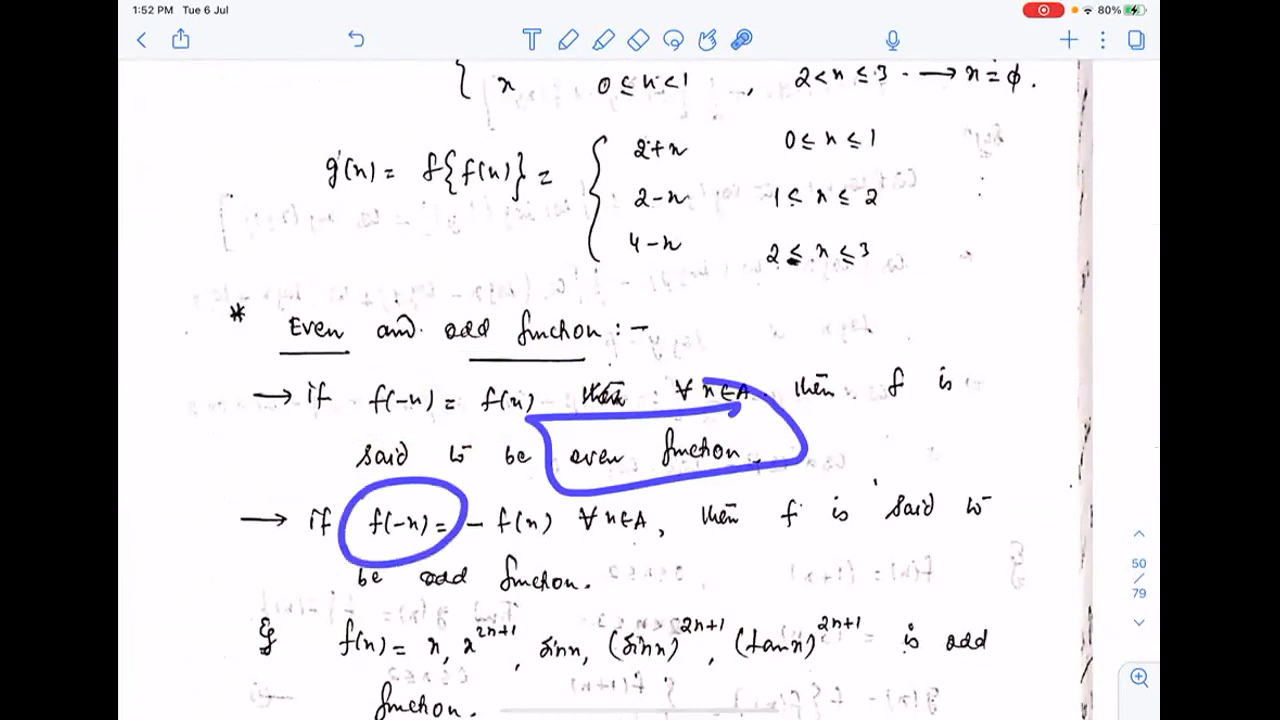 1:52 PM Tue 6 Jul 80%
{ x 0 ≤ x < 1 , 2 < x ≤ 3 . → x = ϕ .
g(x) = f{f(x)} = { 2+x 0 ≤ x ≤ 1
2-x 1 ≤ x ≤ 2
4-x 2 ≤ x ≤ 3
* Even and odd function : -
→ if f(-x) = f(x) ∀ x ∈ A . then f is
said to be even function .
→ if f(-x) = - f(x) ∀ x ∈ A , then f is said to
be odd function .
Eg f(x) = x, x^{2n+1}, sinx, (sinx)^{2n+1}, (tanx)^{2n+1} is odd
function .
50
/
79